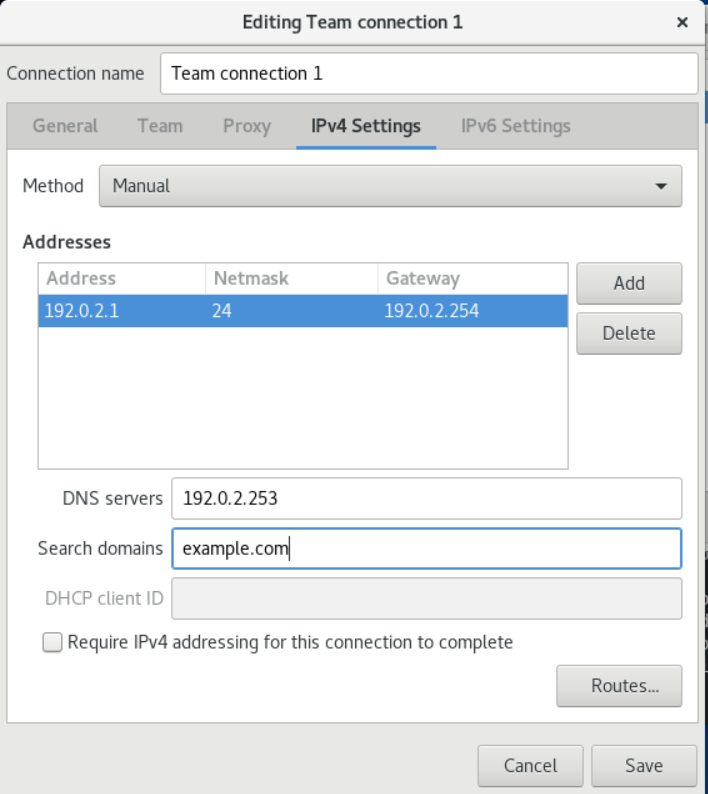 Editing Team connection 1
Connection name Team connection 1
General Team Proxy IPv4 Settings IPv6 Settings
Method Manual
Addresses
Address Netmask Gateway
192.0.2.1 24 192.0.2.254
Add
Delete
DNS servers 192.0.2.253
Search domains example.com
DHCP client ID
Require IPv4 addressing for this connection to complete
Routes...
Cancel Save